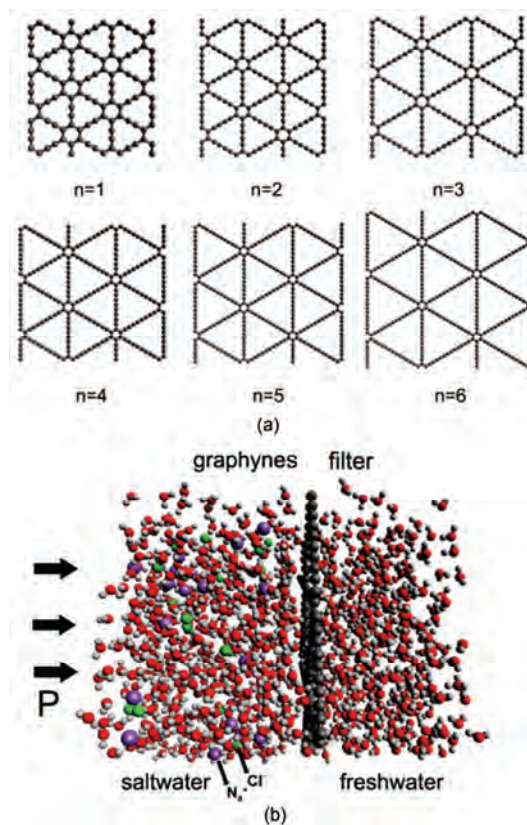 n=1 n=2 n=3
n=4 n=5 n=6
(a)
graphynes filter
P
saltwater Na+ Cl- freshwater
(b)